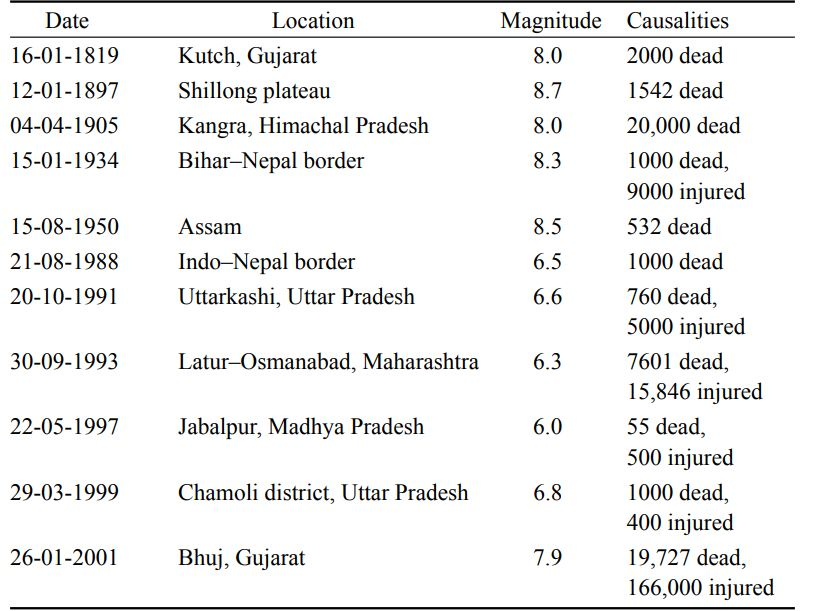 Date Location Magnitude Causalities
16-01-1819 Kutch, Gujarat 8.0 2000 dead
12-01-1897 Shillong plateau 8.7 1542 dead
04-04-1905 Kangra, Himachal Pradesh 8.0 20,000 dead
15-01-1934 Bihar–Nepal border 8.3 1000 dead,
9000 injured
15-08-1950 Assam 8.5 532 dead
21-08-1988 Indo–Nepal border 6.5 1000 dead
20-10-1991 Uttarkashi, Uttar Pradesh 6.6 760 dead,
5000 injured
30-09-1993 Latur–Osmanabad, Maharashtra 6.3 7601 dead,
15,846 injured
22-05-1997 Jabalpur, Madhya Pradesh 6.0 55 dead,
500 injured
29-03-1999 Chamoli district, Uttar Pradesh 6.8 1000 dead,
400 injured
26-01-2001 Bhuj, Gujarat 7.9 19,727 dead,
166,000 injured